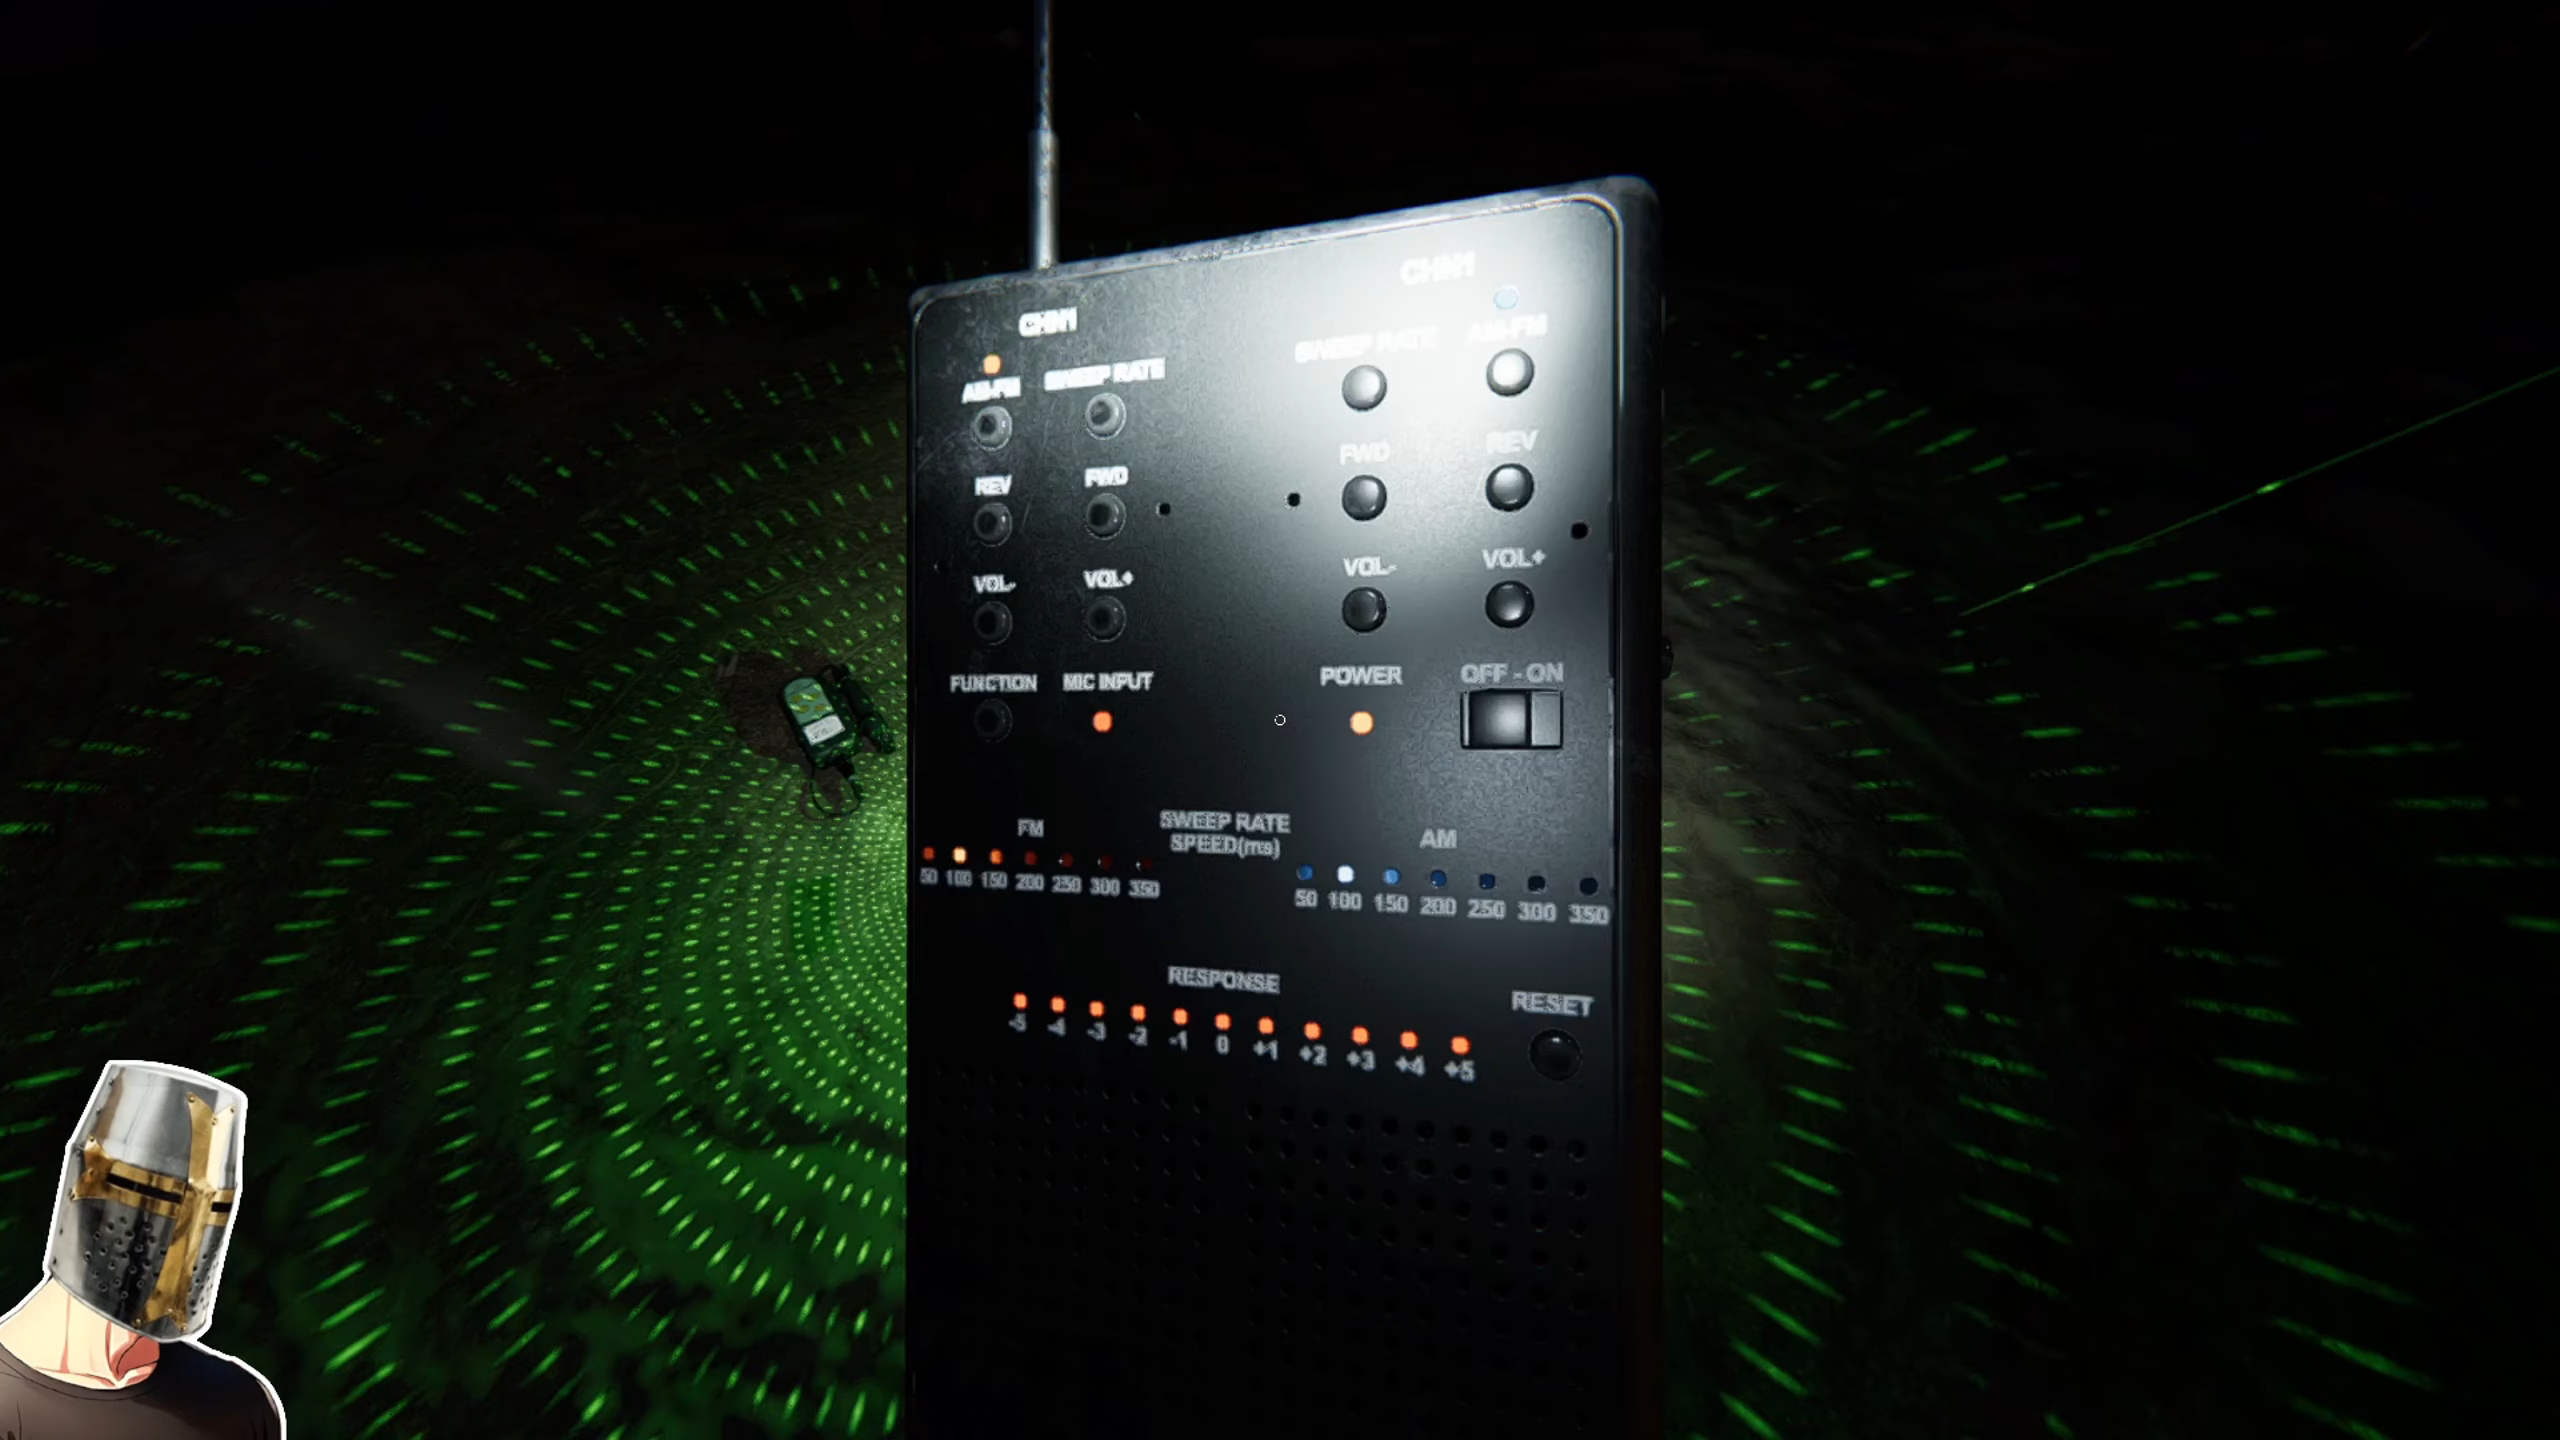 CHN1
CHN1
AM-FM SWEEP RATE
SWEEP RATE AM-FM
REV FWD
FWD REV
VOL- VOL+
VOL- VOL+
FUNCTION MIC INPUT
POWER OFF - ON
FM
SWEEP RATE
SPEED(ms)
AM
50 100 150 200 250 300 350
50 100 150 200 250 300 350
RESPONSE
-5 -4 -3 -2 -1 0 +1 +2 +3 +4 +5
RESET